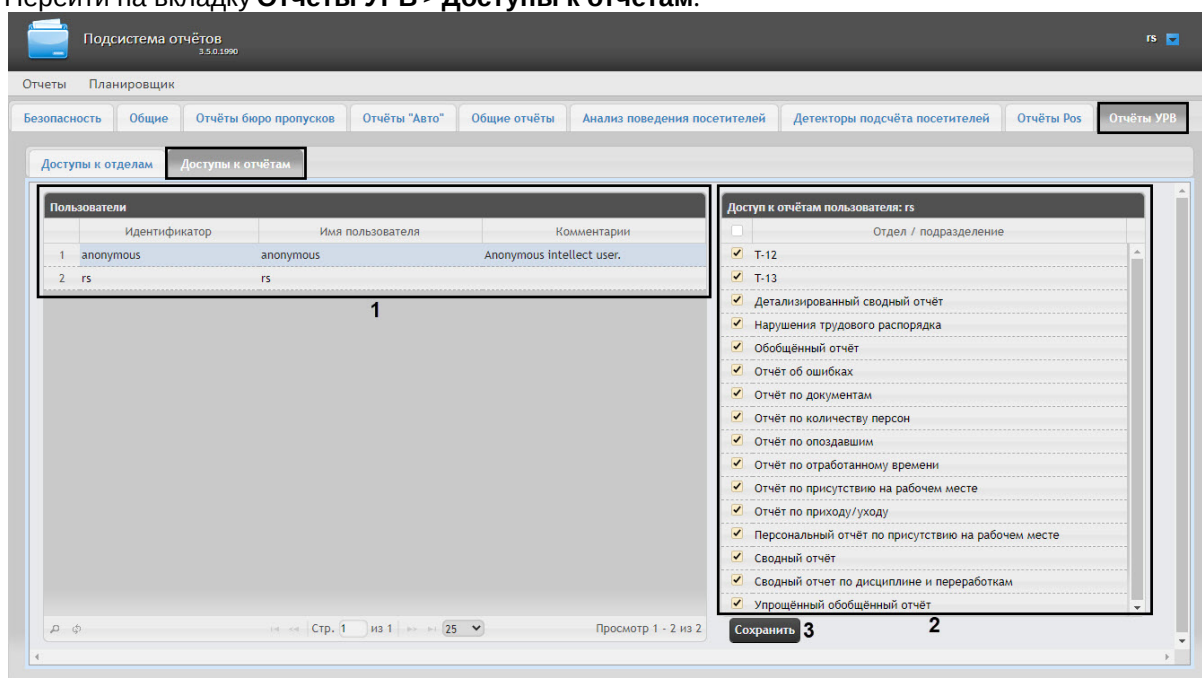 Перейти на вкладку Отчеты УРВ > Доступы к отчетам.
Подсистема отчётов
3.5.0.1990
rs
Отчеты Планировщик
Безопасность Общие Отчёты бюро пропусков Отчёты "Авто" Общие отчёты Анализ поведения посетителей Детекторы подсчёта посетителей Отчёты Pos Отчёты УРВ
Доступы к отделам Доступы к отчётам
Пользователи
Идентификатор Имя пользователя Комментарии
1 anonymous anonymous Anonymous intellect user.
2 rs rs
1
Стр. 1 из 1 25 Просмотр 1 - 2 из 2
Доступ к отчётам пользователя: rs
Отдел / подразделение
Т-12
Т-13
Детализированный сводный отчёт
Нарушения трудового распорядка
Обобщённый отчёт
Отчёт об ошибках
Отчёт по документам
Отчёт по количеству персон
Отчёт по опоздавшим
Отчёт по отработанному времени
Отчёт по присутствию на рабочем месте
Отчёт по приходу/уходу
Персональный отчёт по присутствию на рабочем месте
Сводный отчёт
Сводный отчет по дисциплине и переработкам
Упрощённый обобщённый отчёт
Сохранить 3
2